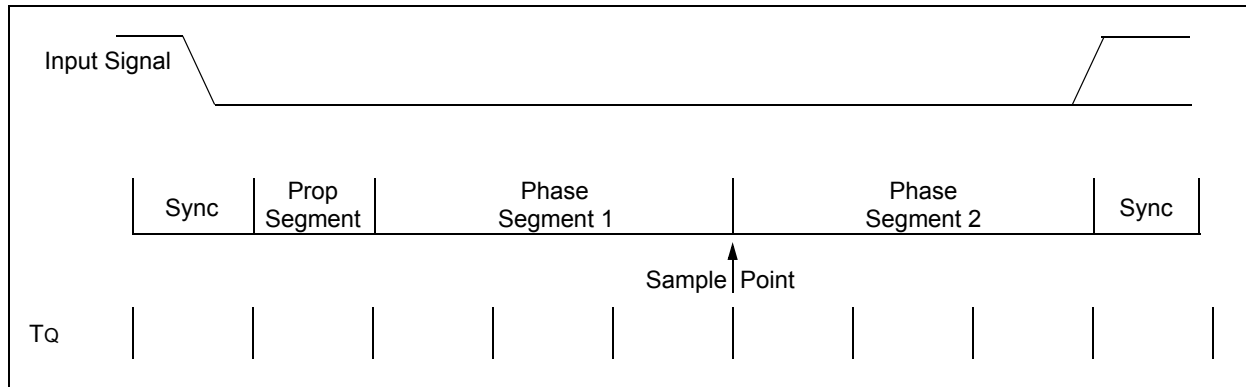 Input Signal
Sync
Prop
Segment
Phase
Segment 1
Phase
Segment 2
Sync
Sample Point
TQ